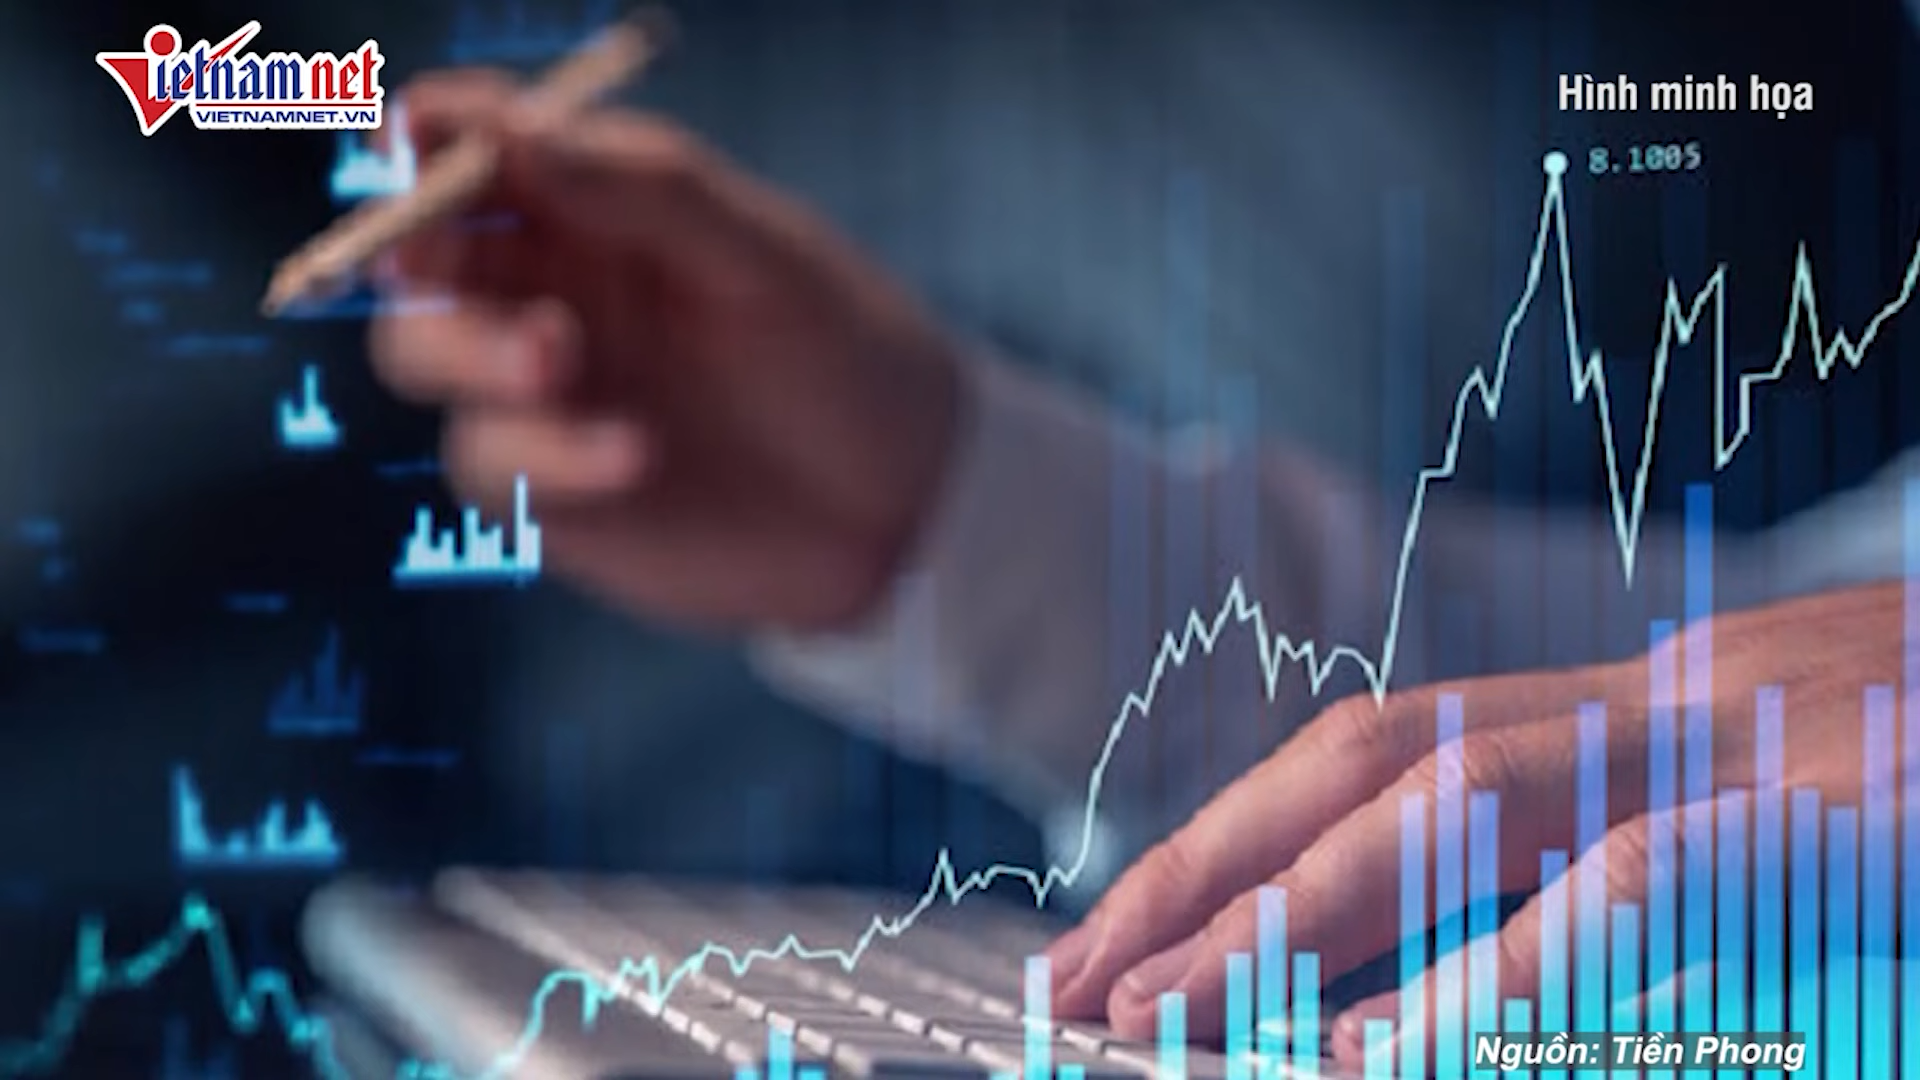 Vietnamnet
VIETNAMNET.VN
Hình minh họa
8.1005
Nguồn: Tiền Phong